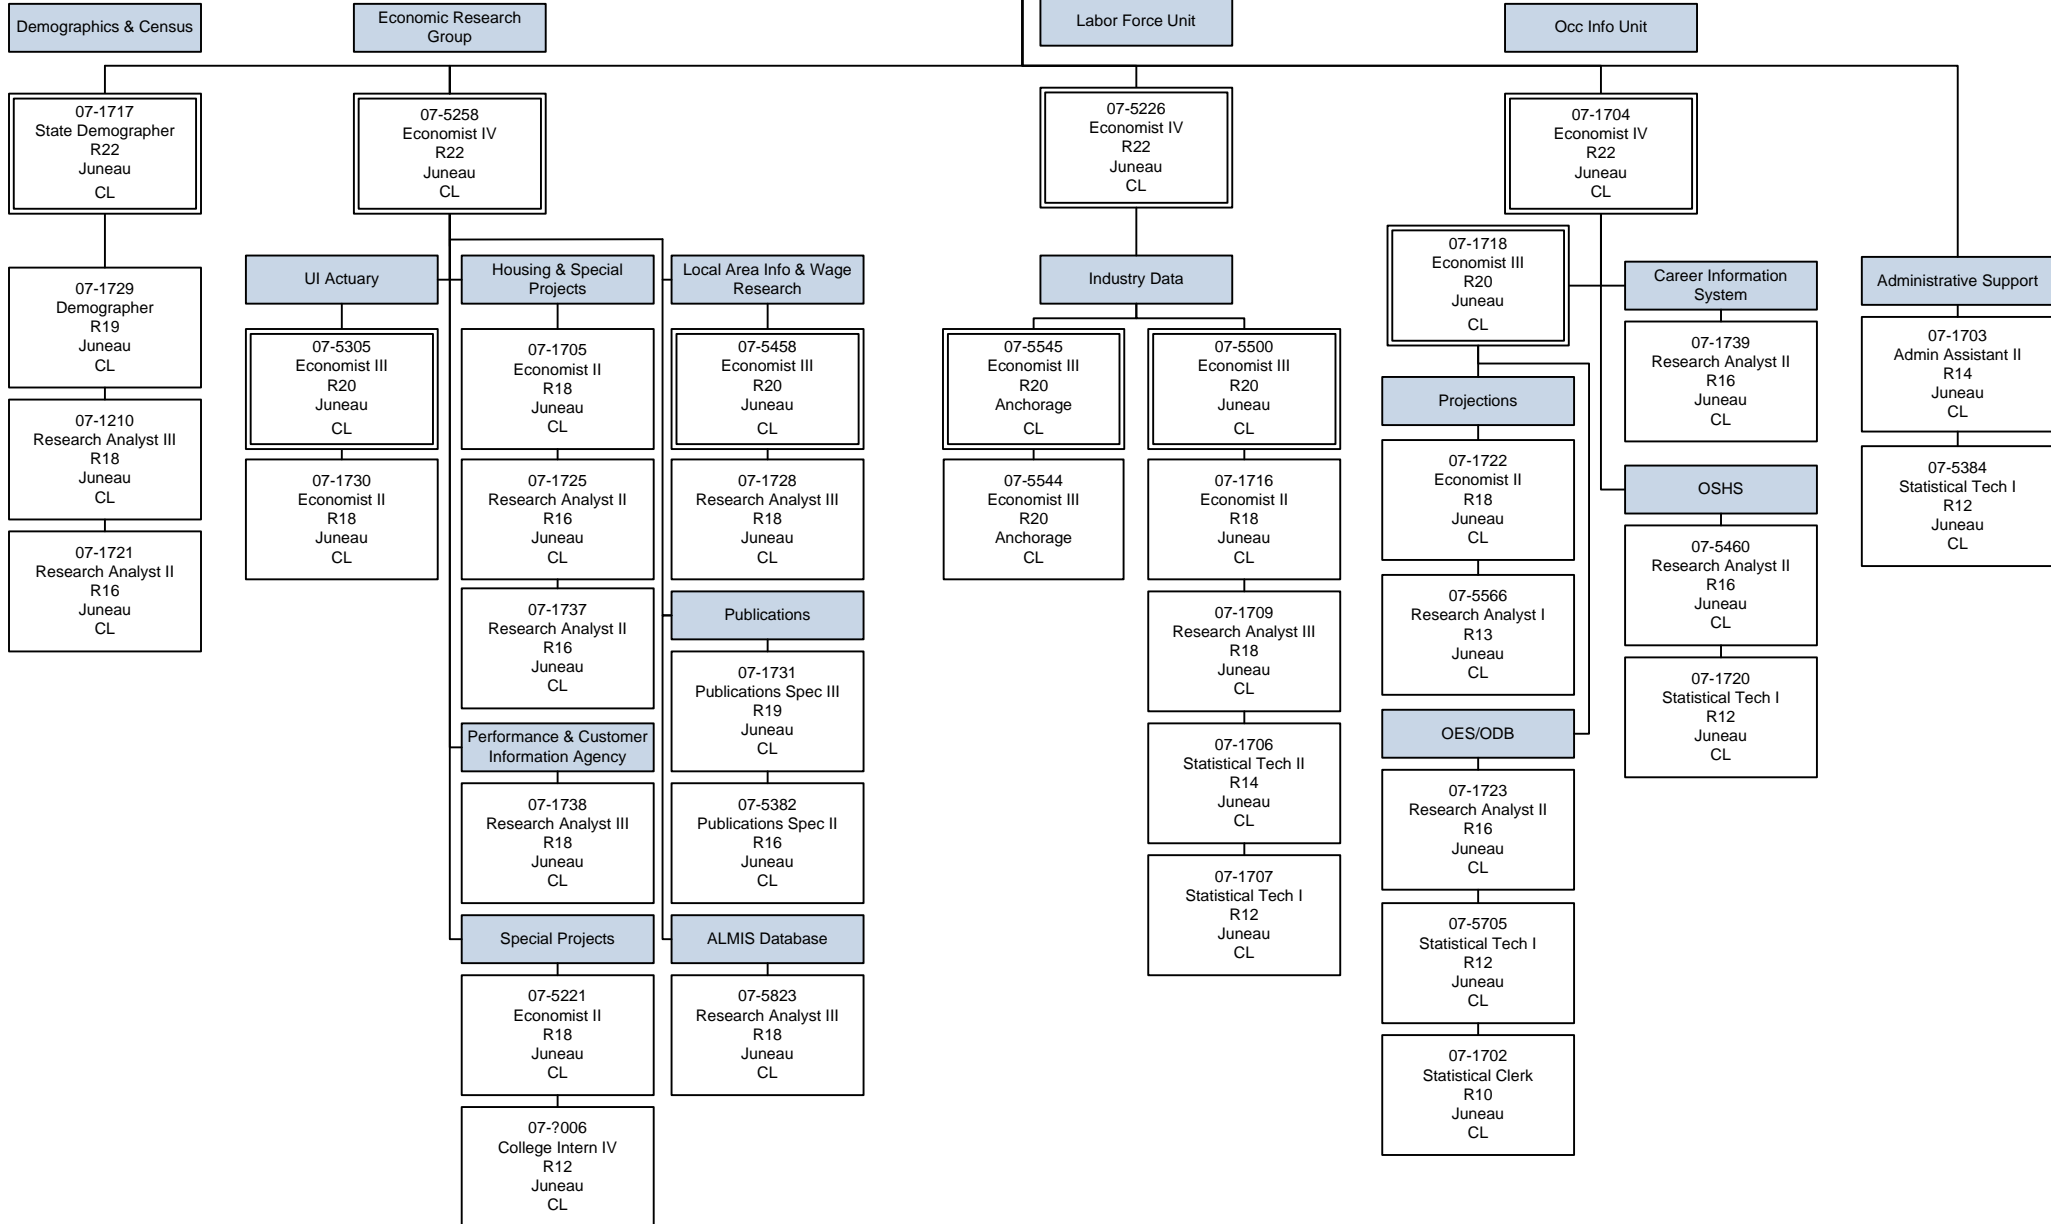 Demographics & Census
Economic Research
Group
Labor Force Unit
Occ Info Unit
07-1717
State Demographer
R22
Juneau
CL
07-5258
Economist IV
R22
Juneau
CL
07-5226
Economist IV
R22
Juneau
CL
07-1704
Economist IV
R22
Juneau
CL
07-1729
Demographer
R19
Juneau
CL
07-1210
Research Analyst III
R18
Juneau
CL
07-1721
Research Analyst II
R16
Juneau
CL
UI Actuary
07-5305
Economist III
R20
Juneau
CL
07-1730
Economist II
R18
Juneau
CL
Housing & Special
Projects
07-1705
Economist II
R18
Juneau
CL
07-1725
Research Analyst II
R16
Juneau
CL
07-1737
Research Analyst II
R16
Juneau
CL
Performance & Customer
Information Agency
07-1738
Research Analyst III
R18
Juneau
CL
Special Projects
07-5221
Economist II
R18
Juneau
CL
07-?006
College Intern IV
R12
Juneau
CL
Local Area Info & Wage
Research
07-5458
Economist III
R20
Juneau
CL
07-1728
Research Analyst III
R18
Juneau
CL
Publications
07-1731
Publications Spec III
R19
Juneau
CL
07-5382
Publications Spec II
R16
Juneau
CL
ALMIS Database
07-5823
Research Analyst III
R18
Juneau
CL
Industry Data
07-5545
Economist III
R20
Anchorage
CL
07-5544
Economist III
R20
Anchorage
CL
07-5500
Economist III
R20
Juneau
CL
07-1716
Economist II
R18
Juneau
CL
07-1709
Research Analyst III
R18
Juneau
CL
07-1706
Statistical Tech II
R14
Juneau
CL
07-1707
Statistical Tech I
R12
Juneau
CL
07-1718
Economist III
R20
Juneau
CL
Projections
07-1722
Economist II
R18
Juneau
CL
07-5566
Research Analyst I
R13
Juneau
CL
OES/ODB
07-1723
Research Analyst II
R16
Juneau
CL
07-5705
Statistical Tech I
R12
Juneau
CL
07-1702
Statistical Clerk
R10
Juneau
CL
Career Information
System
07-1739
Research Analyst II
R16
Juneau
CL
OSHS
07-5460
Research Analyst II
R16
Juneau
CL
07-1720
Statistical Tech I
R12
Juneau
CL
Administrative Support
07-1703
Admin Assistant II
R14
Juneau
CL
07-5384
Statistical Tech I
R12
Juneau
CL